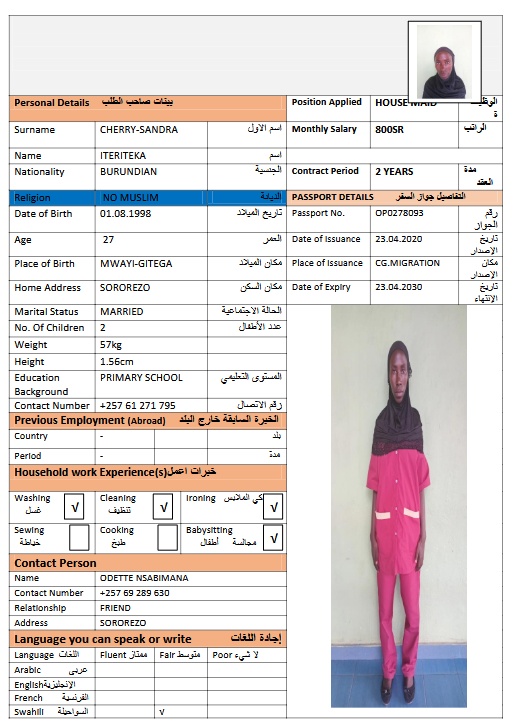 Personal Details بيينات صاحب الطلب
Surname CHERRY-SANDRA اسم الاول
Name ITERITEKA اسم
Nationality BURUNDIAN الجنسية
Religion NO MUSLIM الديانة
Date of Birth 01.08.1998 تاريخ الميلاد
Age 27 العمر
Place of Birth MWAYI-GITEGA مكان الميلاد
Home Address SOROREZO مكان السكن
Marital Status MARRIED الحالة الاجتماعية
No. Of Children 2 عدد الأطفال
Weight 57kg
Height 1.56cm
Education PRIMARY SCHOOL المستوى التعليمي
Background
Contact Number +257 61 271 795 رقم الاتصال
Previous Employment (Abroad) الخبرة السابقة خارج البلد
Country - بلد
Period - مدة
Household work Experience(s) خبرات اعمل
Washing Cleaning Ironing كي الملابس
غسل √ تنظيف √ √
Sewing Cooking Babysitting
خياطة طبخ مجالسة أطفال √
Contact Person
Name ODETTE NSABIMANA
Contact Number +257 69 289 630
Relationship FRIEND
Address SOROREZO
Language you can speak or write إجادة اللغات
Language اللغات Fluent ممتاز Fair متوسط Poor لا شيء
Arabic عربى
English الإنجليزية
French الفرنسية
Swahili السواحيلة √
Position Applied HOUSE MAID
ة
Monthly Salary 800SR الراتب
Contract Period 2 YEARS مدة
العقد
PASSPORT DETAILS التفاصيل جواز السفر
Passport No. OP0278093 رقم
الجواز
Date of Issuance 23.04.2020 تاريخ
الإصدار
Place of Issuance CG.MIGRATION مكان
الإصدار
Date of Expiry 23.04.2030 تاريخ
الإنتهاء